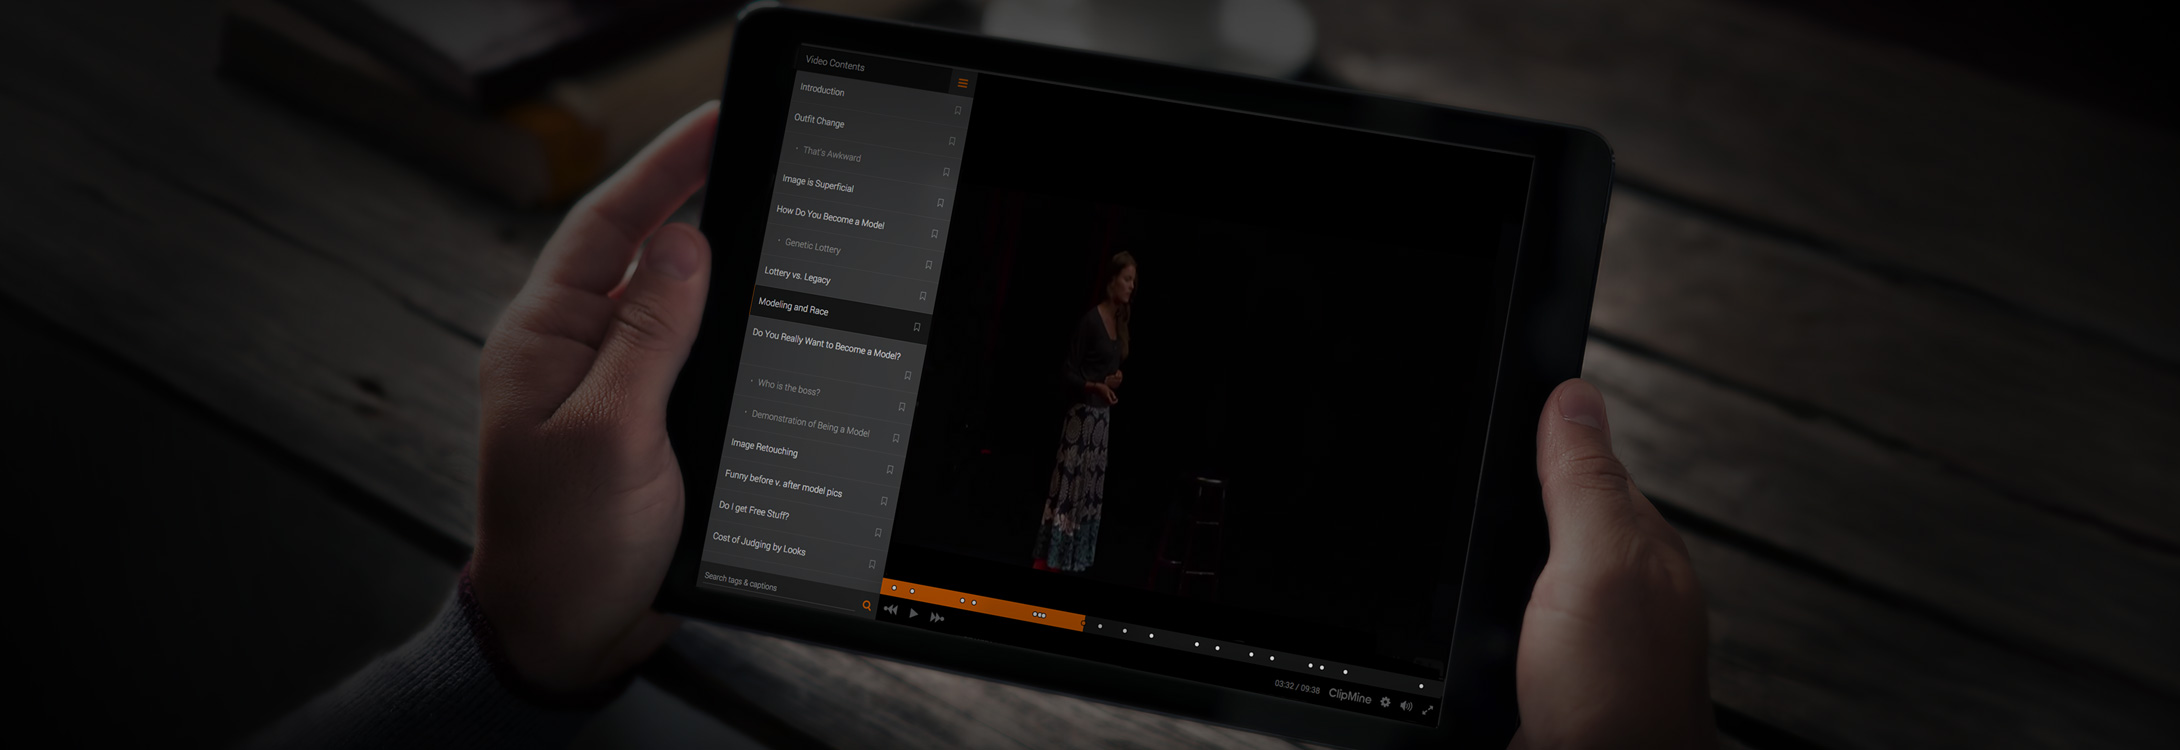 Video Contents
Introduction
Outfit Change
That's Awkward
Image is Superficial
How Do You Become a Model
Genetic Lottery
Lottery vs. Legacy
Modeling and Race
Do You Really Want to Become a Model?
Who is the boss?
Demonstration of Being a Model
Image Retouching
Funny before v. after model pics
Do I get Free Stuff?
Cost of Judging by Looks
Search tags & captions
03:32 / 09:38 ClipMine